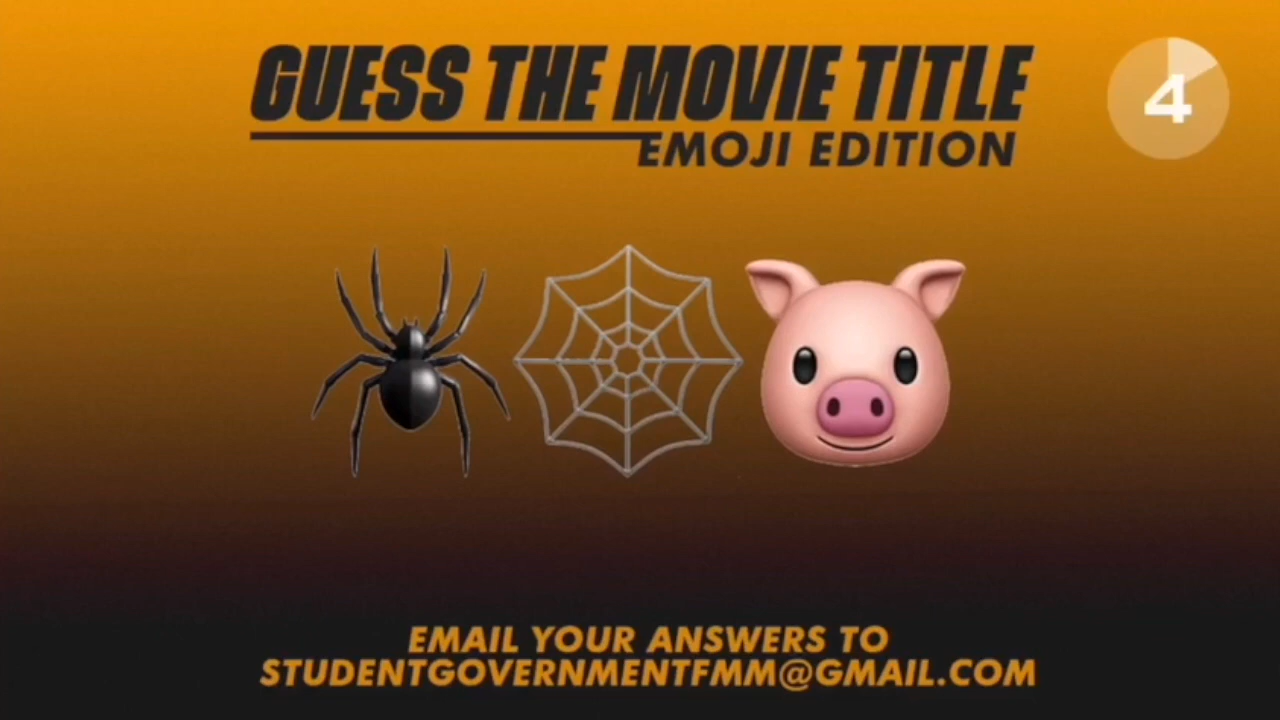 GUESS THE MOVIE TITLE
EMOJI EDITION
4
EMAIL YOUR ANSWERS TO
STUDENTGOVERNMENTFMM@GMAIL.COM